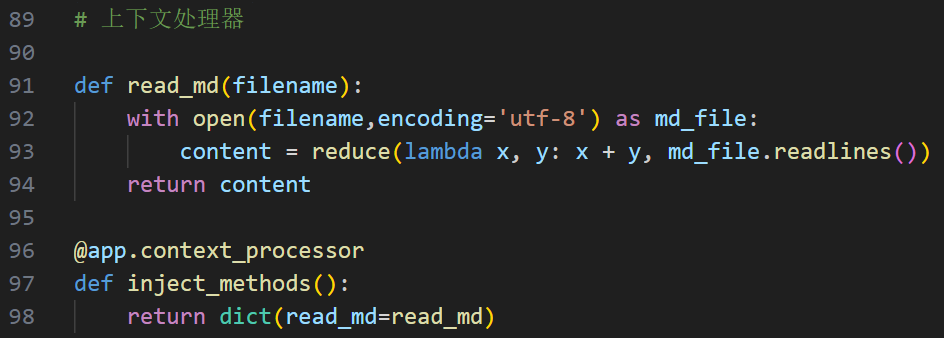 89 # 上下文处理器
90
91 def read_md(filename):
92     with open(filename,encoding='utf-8') as md_file:
93         content = reduce(lambda x, y: x + y, md_file.readlines())
94     return content
95
96 @app.context_processor
97 def inject_methods():
98     return dict(read_md=read_md)